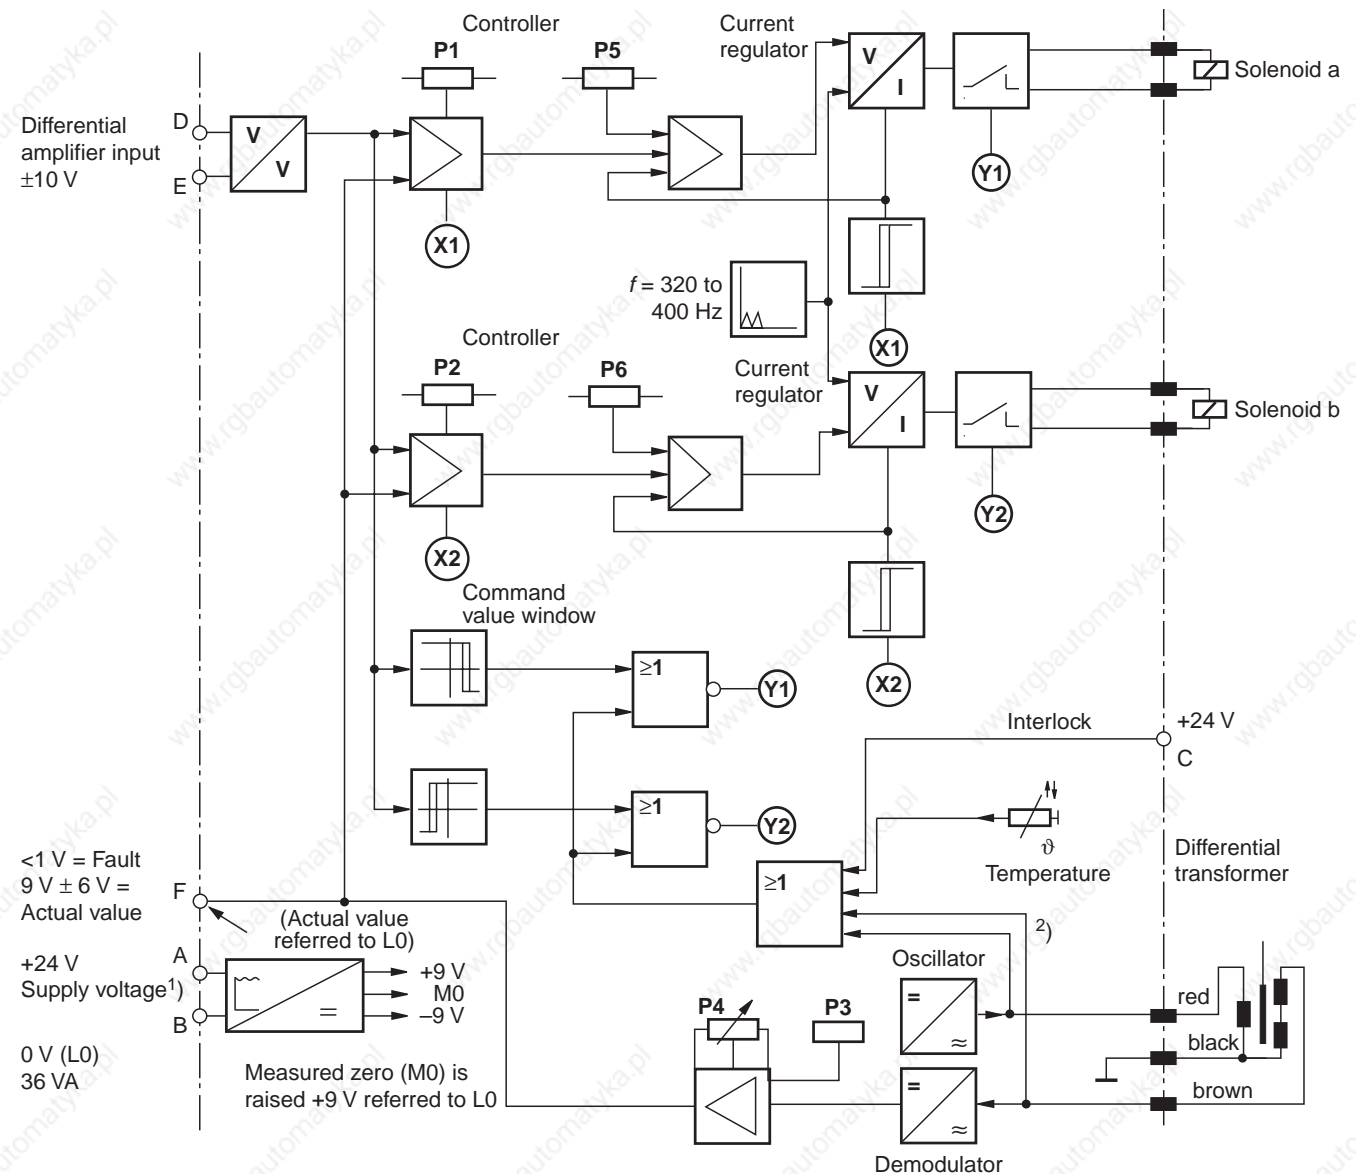 Controller
P1
P5
Current
regulator
V
I
Solenoid a
Differential
amplifier input
±10 V
D
E
V
V
Y1
X1
f = 320 to
400 Hz
X1
Controller
P2
P6
Current
regulator
V
I
Solenoid b
Y2
X2
Command
value window
≥1
Y1
X2
Interlock
+24 V
C
≥1
Y2
ϑ
Temperature
Differential
transformer
<1 V = Fault
9 V ± 6 V =
Actual value
F
(Actual value
referred to L0)
≥1
2)
+24 V
Supply voltage1)
A
B
=
+9 V
M0
–9 V
0 V (L0)
36 VA
Measured zero (M0) is
raised +9 V referred to L0
P4
P3
Oscillator
=
≈
=
≈
Demodulator
red
black
brown
www.rgbautomatyka.pl